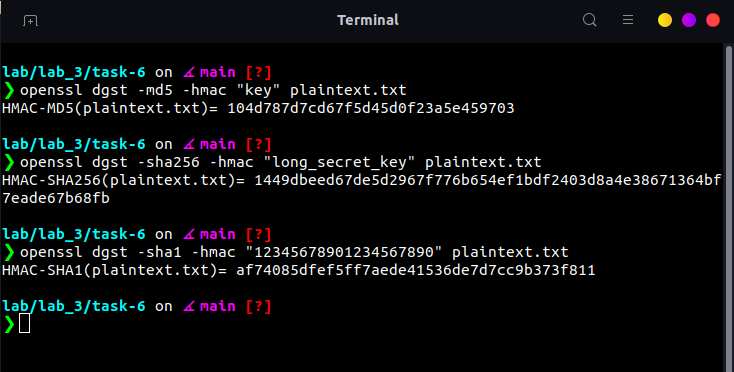 Terminal
lab/lab_3/task-6 on ∡ main [?]
❯ openssl dgst -md5 -hmac "key" plaintext.txt
HMAC-MD5(plaintext.txt)= 104d787d7cd67f5d45d0f23a5e459703
lab/lab_3/task-6 on ∡ main [?]
❯ openssl dgst -sha256 -hmac "long_secret_key" plaintext.txt
HMAC-SHA256(plaintext.txt)= 1449dbeed67de5d2967f776b654ef1bdf2403d8a4e38671364bf
7eade67b68fb
lab/lab_3/task-6 on ∡ main [?]
❯ openssl dgst -sha1 -hmac "12345678901234567890" plaintext.txt
HMAC-SHA1(plaintext.txt)= af74085dfef5ff7aede41536de7d7cc9b373f811
lab/lab_3/task-6 on ∡ main [?]
❯